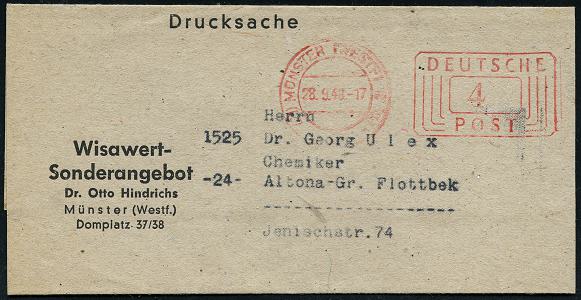 Drucksache
MÜNSTER (WESTF)
28.9.48-17
DEUTSCHE
4
POST
Herrn
1525 Dr. Georg U l e x
Chemiker
-24- Altona-Gr. Flottbek
--------------------
Jenischstr.74
Wisawert-
Sonderangebot
Dr. Otto Hindrichs
Münster (Westf.)
Domplatz 37/38